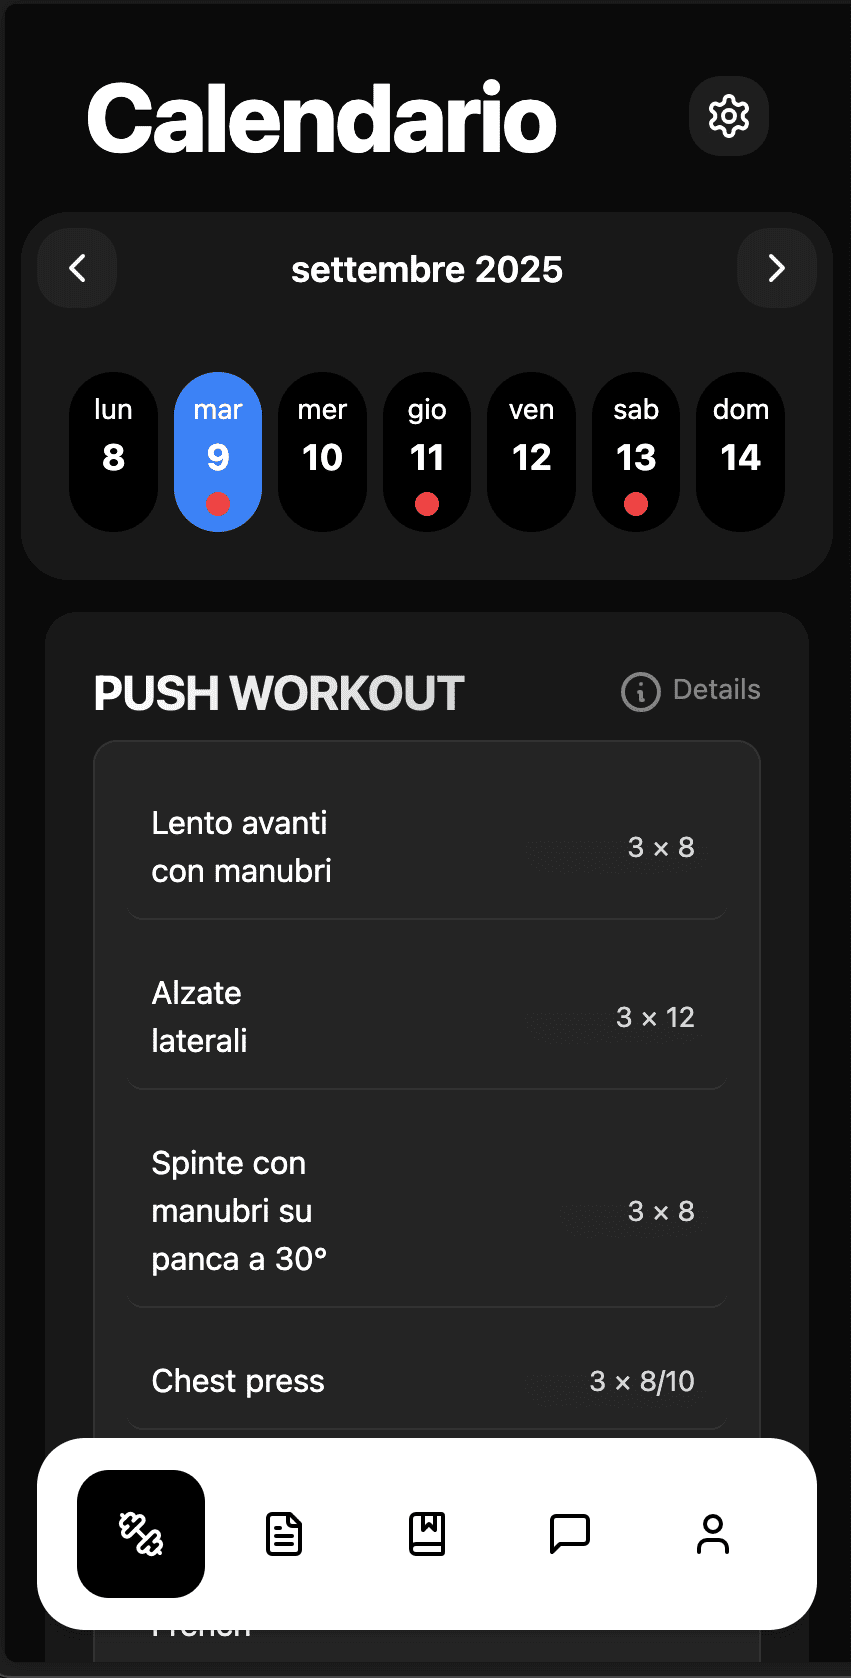 Calendario
settembre 2025
lun mar mer gio ven sab dom
8 9 10 11 12 13 14
PUSH WORKOUT
Details
Lento avanti
con manubri
3 × 8
Alzate
laterali
3 × 12
Spinte con
manubri su
panca a 30°
3 × 8
Chest press
3 × 8/10
French